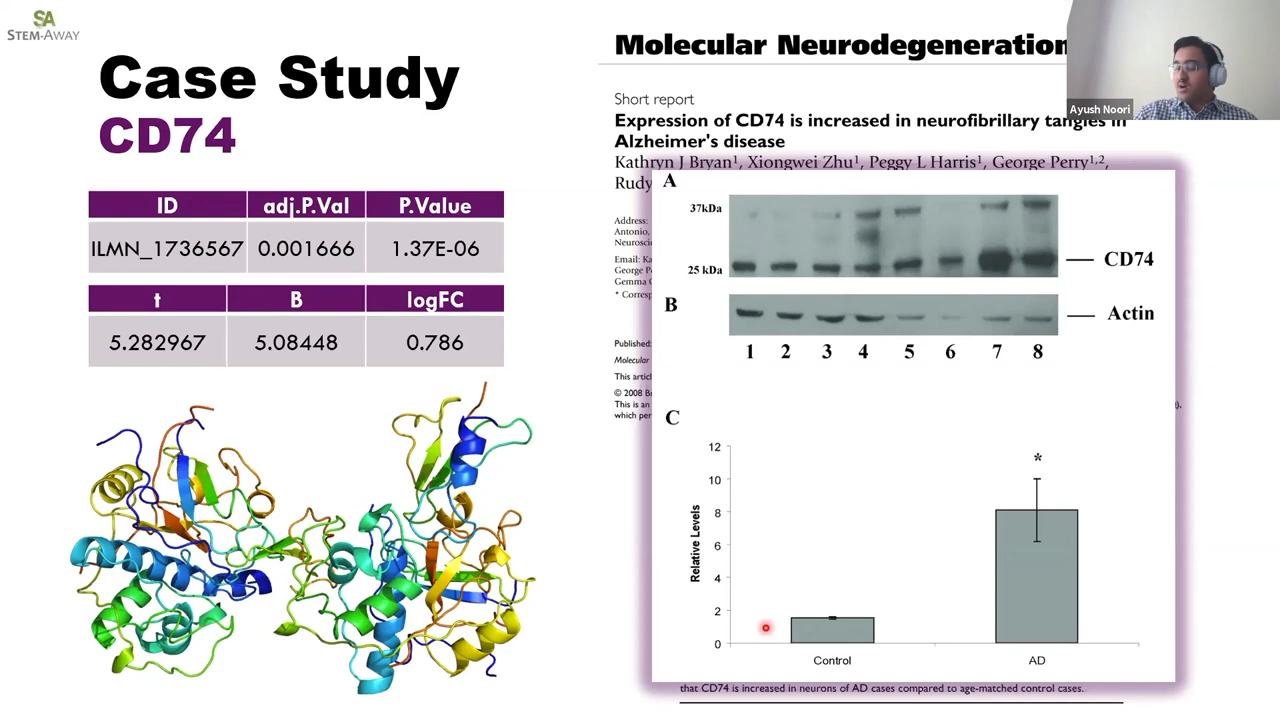 SA
STEM-AWAY
Case Study
CD74
ID adj.P.Val P.Value
ILMN_1736567 0.001666 1.37E-06
t B logFC
5.282967 5.08448 0.786
Molecular Neurodegeneration
Short report
Expression of CD74 is increased in neurofibrillary tangles in
Alzheimer's disease
Kathryn J Bryan1, Xiongwei Zhu1, Peggy L Harris1, George Perry1,2,
Rudy
Address:
Antonio,
Email:
George
Gemma
Published:
Molecular
This
© 2008
This is an
which
Ayush Noori
A
37kDa
25 kDa
CD74
B
Actin
1 2 3 4 5 6 7 8
C
12
10
8
6
4
2
0
Relative Levels
*
Control AD
that CD74 is increased in neurons of AD cases compared to age-matched control cases.